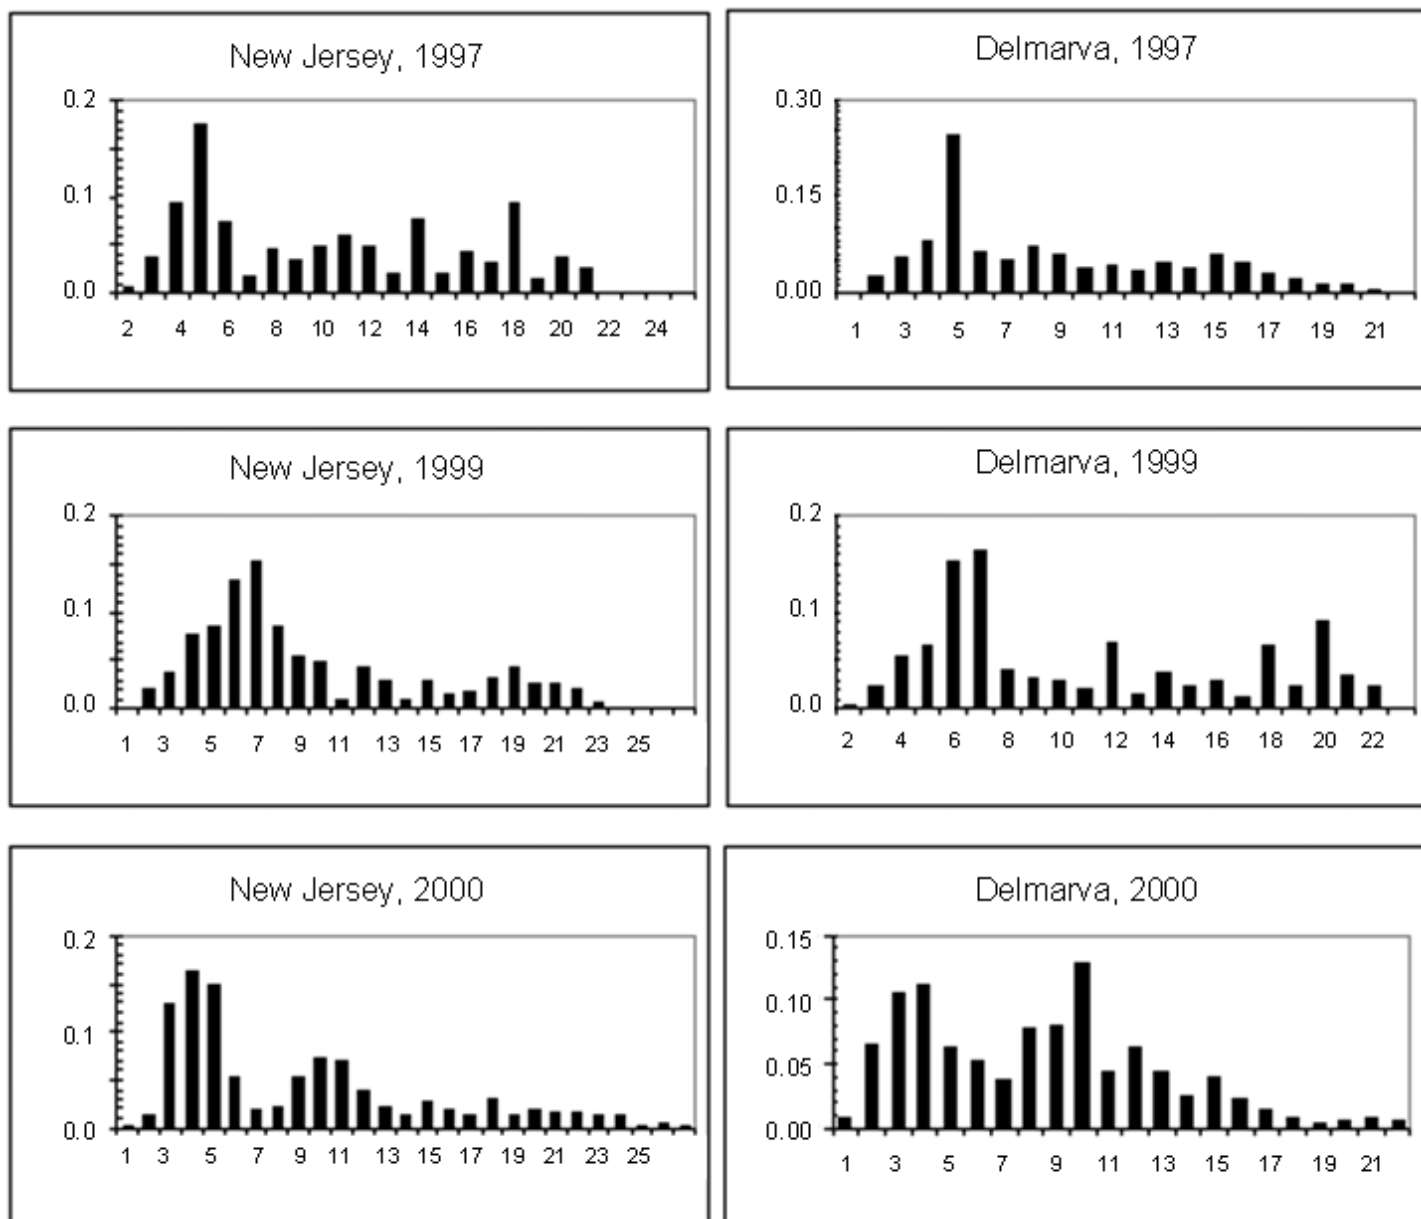 New Jersey, 1997
0.2
0.1
0.0
2 4 6 8 10 12 14 16 18 20 22 24
Delmarva, 1997
0.30
0.15
0.00
1 3 5 7 9 11 13 15 17 19 21
New Jersey, 1999
0.2
0.1
0.0
1 3 5 7 9 11 13 15 17 19 21 23 25
Delmarva, 1999
0.2
0.1
0.0
2 4 6 8 10 12 14 16 18 20 22
New Jersey, 2000
0.2
0.1
0.0
1 3 5 7 9 11 13 15 17 19 21 23 25
Delmarva, 2000
0.15
0.10
0.05
0.00
1 3 5 7 9 11 13 15 17 19 21